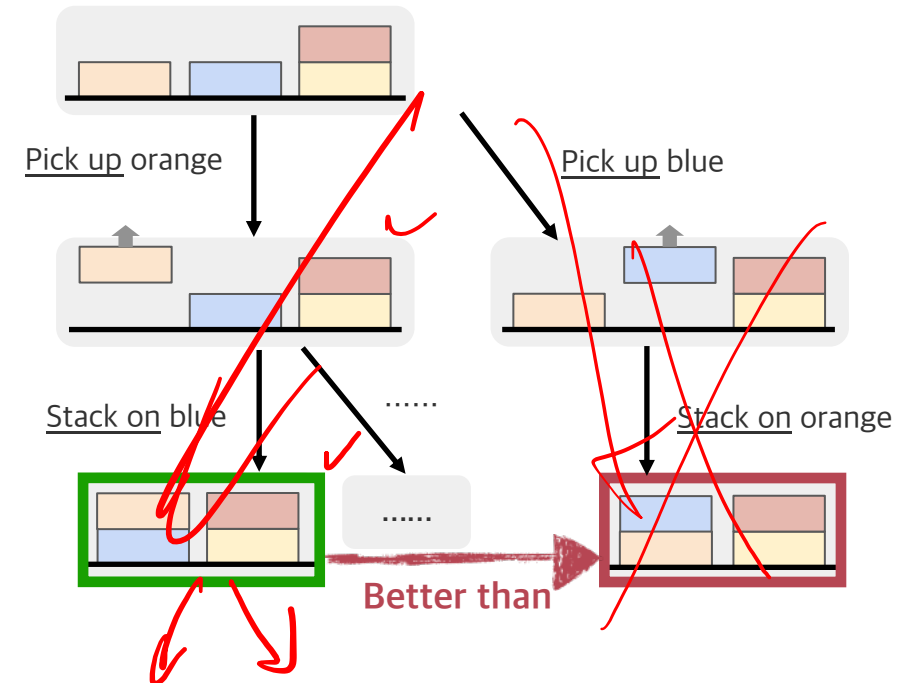 Pick up orange
Pick up blue
Stack on blue
......
Stack on orange
......
Better than